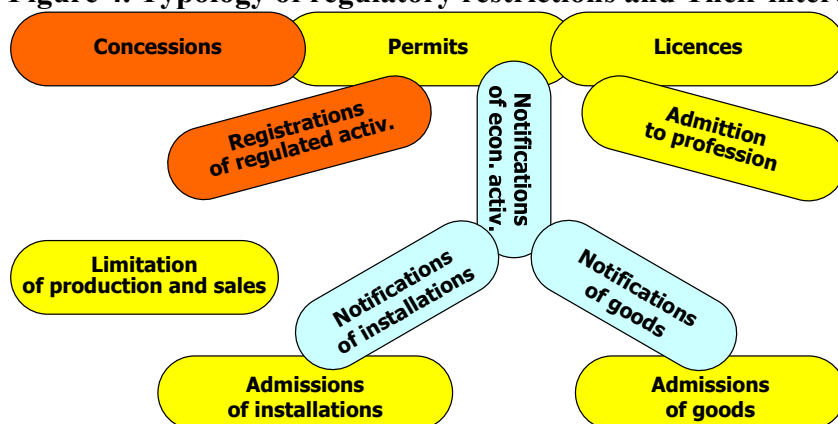 Figure 4. Typology of regulatory restrictions and Their
Concessions
Permits
Licences
Registrations
of regulated activ.
Notifications
of econ. activ.
Admittion
to profession
Limitation
of production and sales
Notifications
of installations
Notifications
of goods
Admissions
of installations
Admissions
of goods